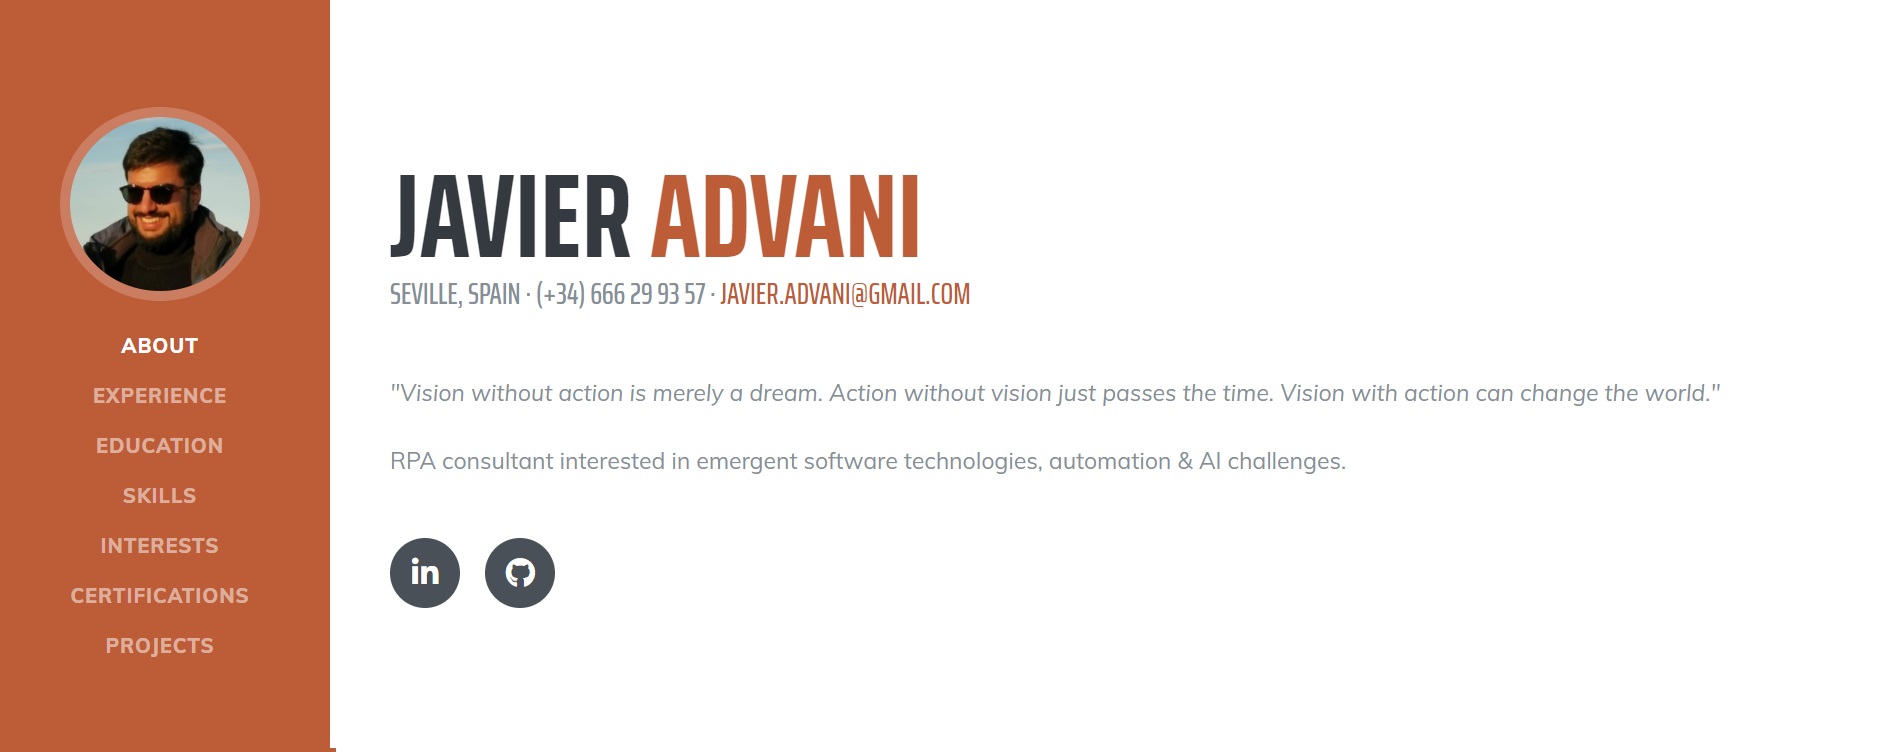 ABOUT
EXPERIENCE
EDUCATION
SKILLS
INTERESTS
CERTIFICATIONS
PROJECTS
JAVIER ADVANI
SEVILLE, SPAIN · (+34) 666 29 93 57 · JAVIER.ADVANI@GMAIL.COM
"Vision without action is merely a dream. Action without vision just passes the time. Vision with action can change the world."
RPA consultant interested in emergent software technologies, automation & AI challenges.
in